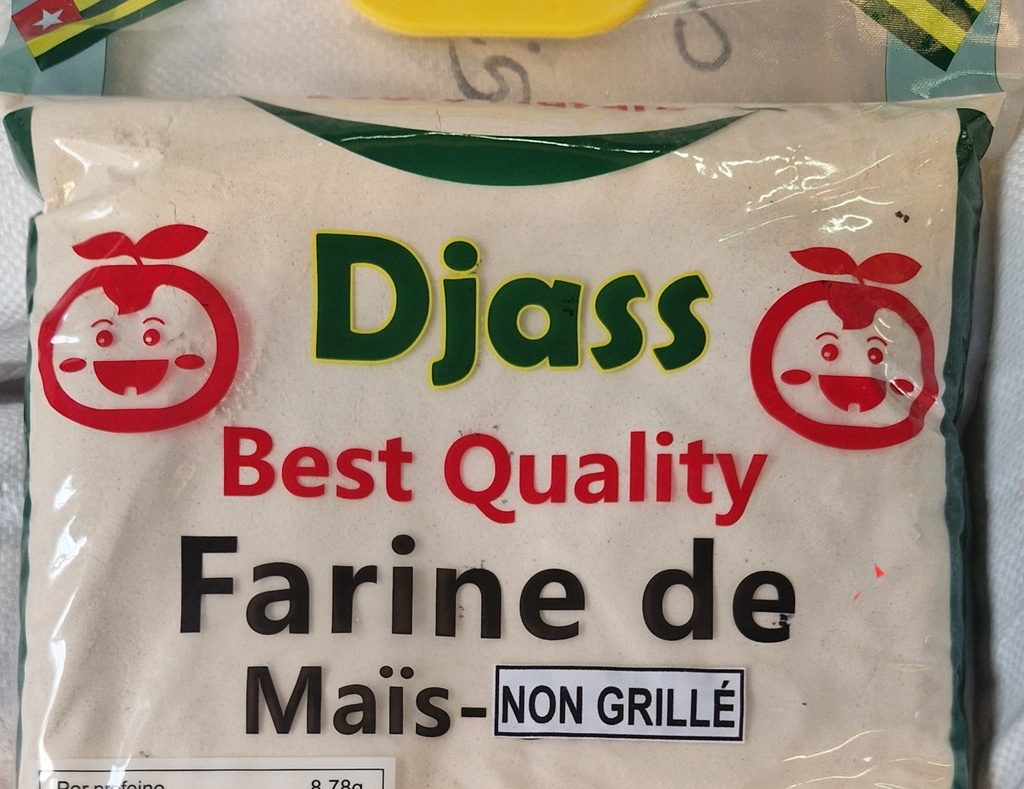 Djass
Best Quality
Farine de
Maïs- NON GRILLÉ
8.78g